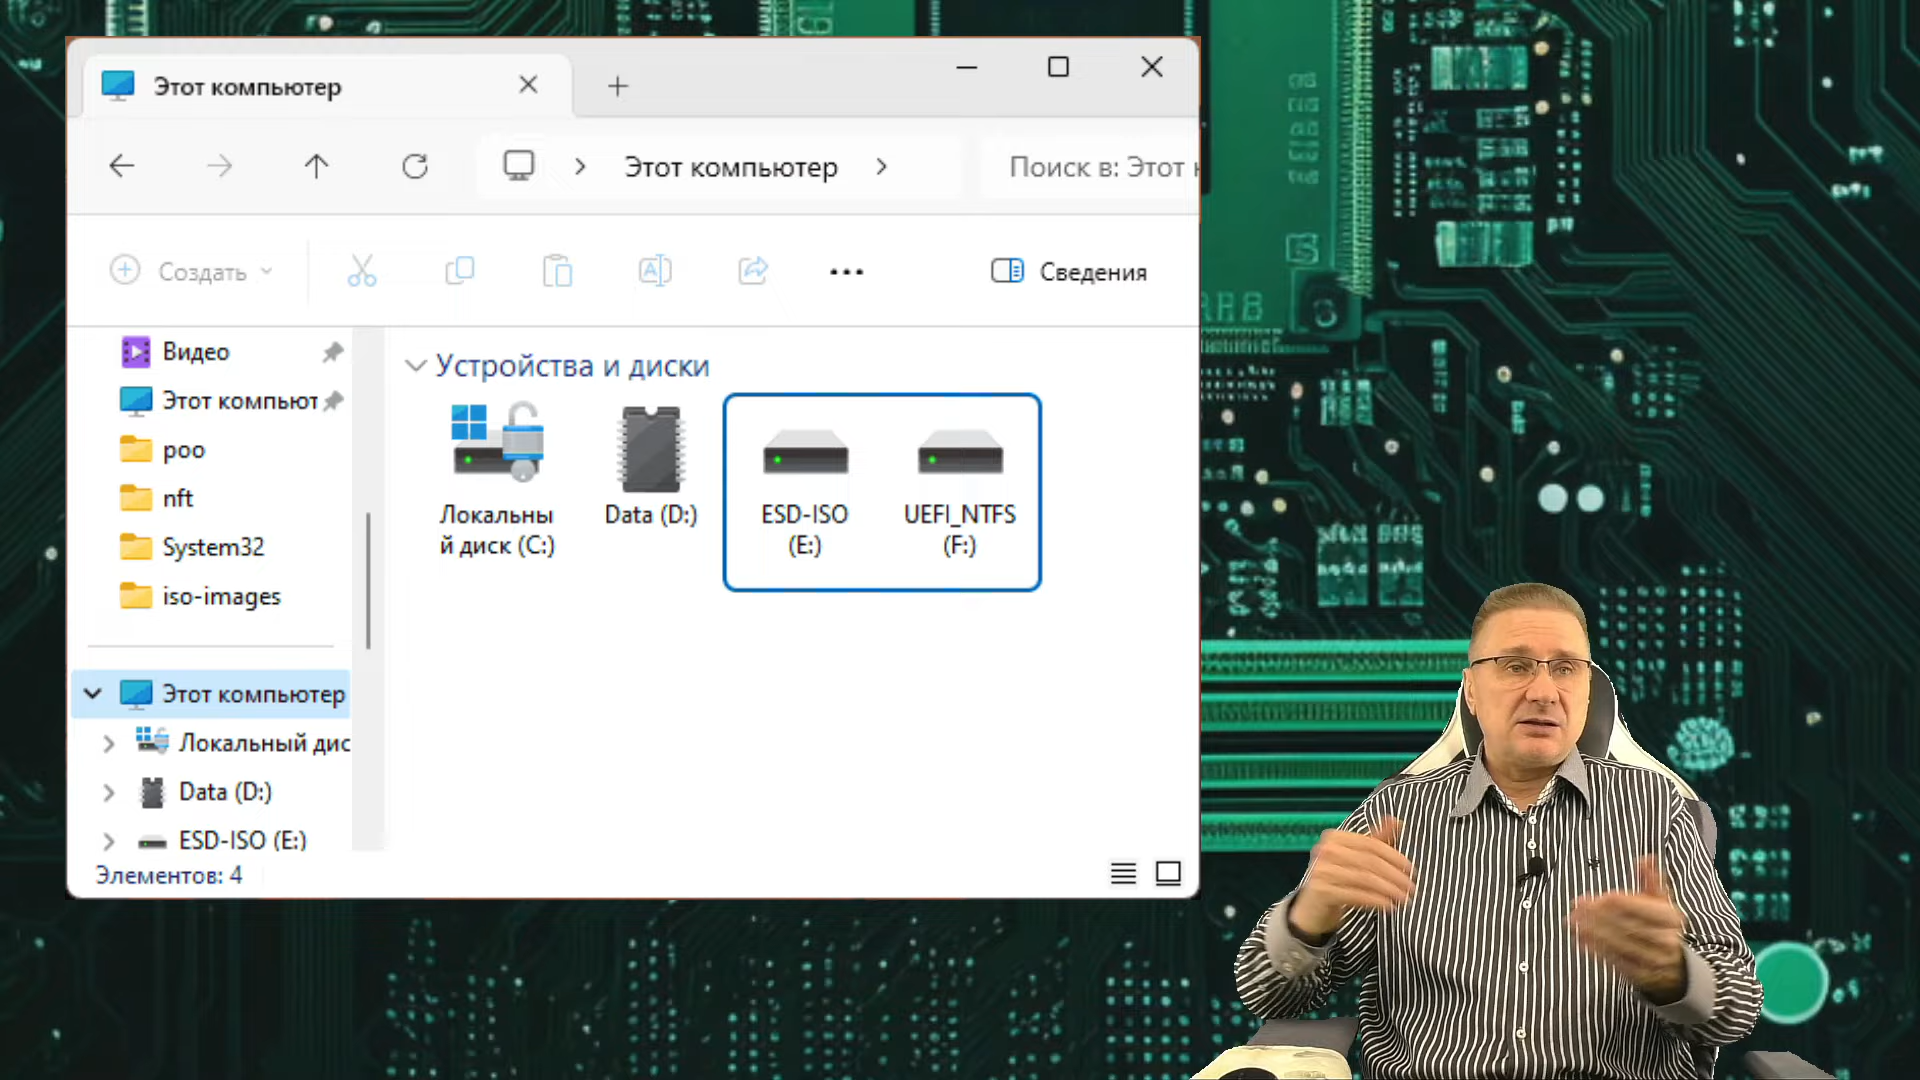 Этот компьютер
Этот компьютер
Поиск в: Этот
Создать
Сведения
Видео
Этот компьют
poo
nft
System32
iso-images
Этот компьютер
Локальный дис
Data (D:)
ESD-ISO (E:)
Элементов: 4
Устройства и диски
Локальны
й диск (C:)
Data (D:)
ESD-ISO
(E:)
UEFI_NTFS
(F:)